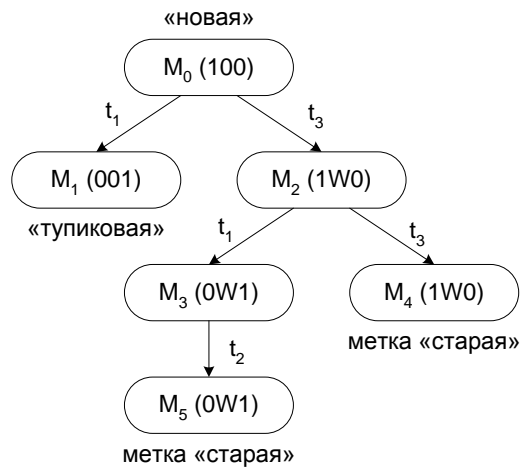 «новая»
M₀ (100)
t₁
t₃
M₁ (001)
M₂ (1W0)
«тупиковая»
t₁
t₃
M₃ (0W1)
M₄ (1W0)
метка «старая»
t₂
M₅ (0W1)
метка «старая»